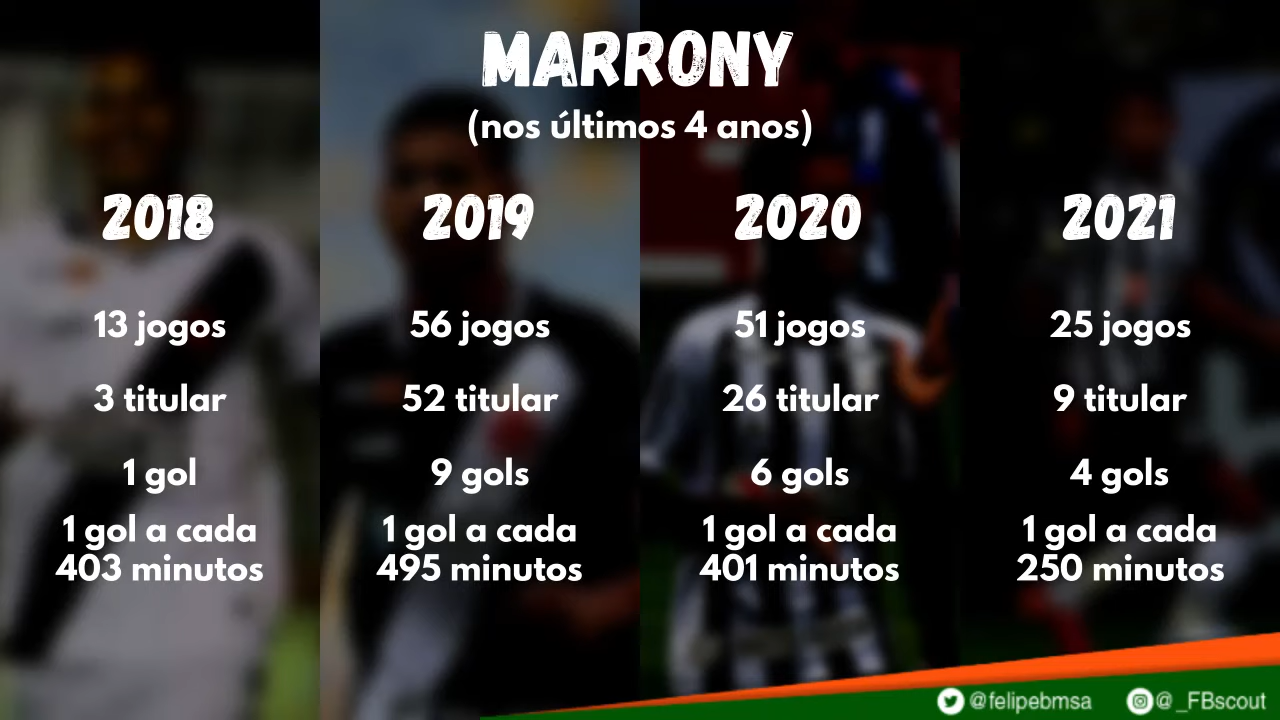 MARRONY
(nos últimos 4 anos)
2018
13 jogos
3 titular
1 gol
1 gol a cada
403 minutos
2019
56 jogos
52 titular
9 gols
1 gol a cada
495 minutos
2020
51 jogos
26 titular
6 gols
1 gol a cada
401 minutos
2021
25 jogos
9 titular
4 gols
1 gol a cada
250 minutos
@felipebmsa
@_FBscout